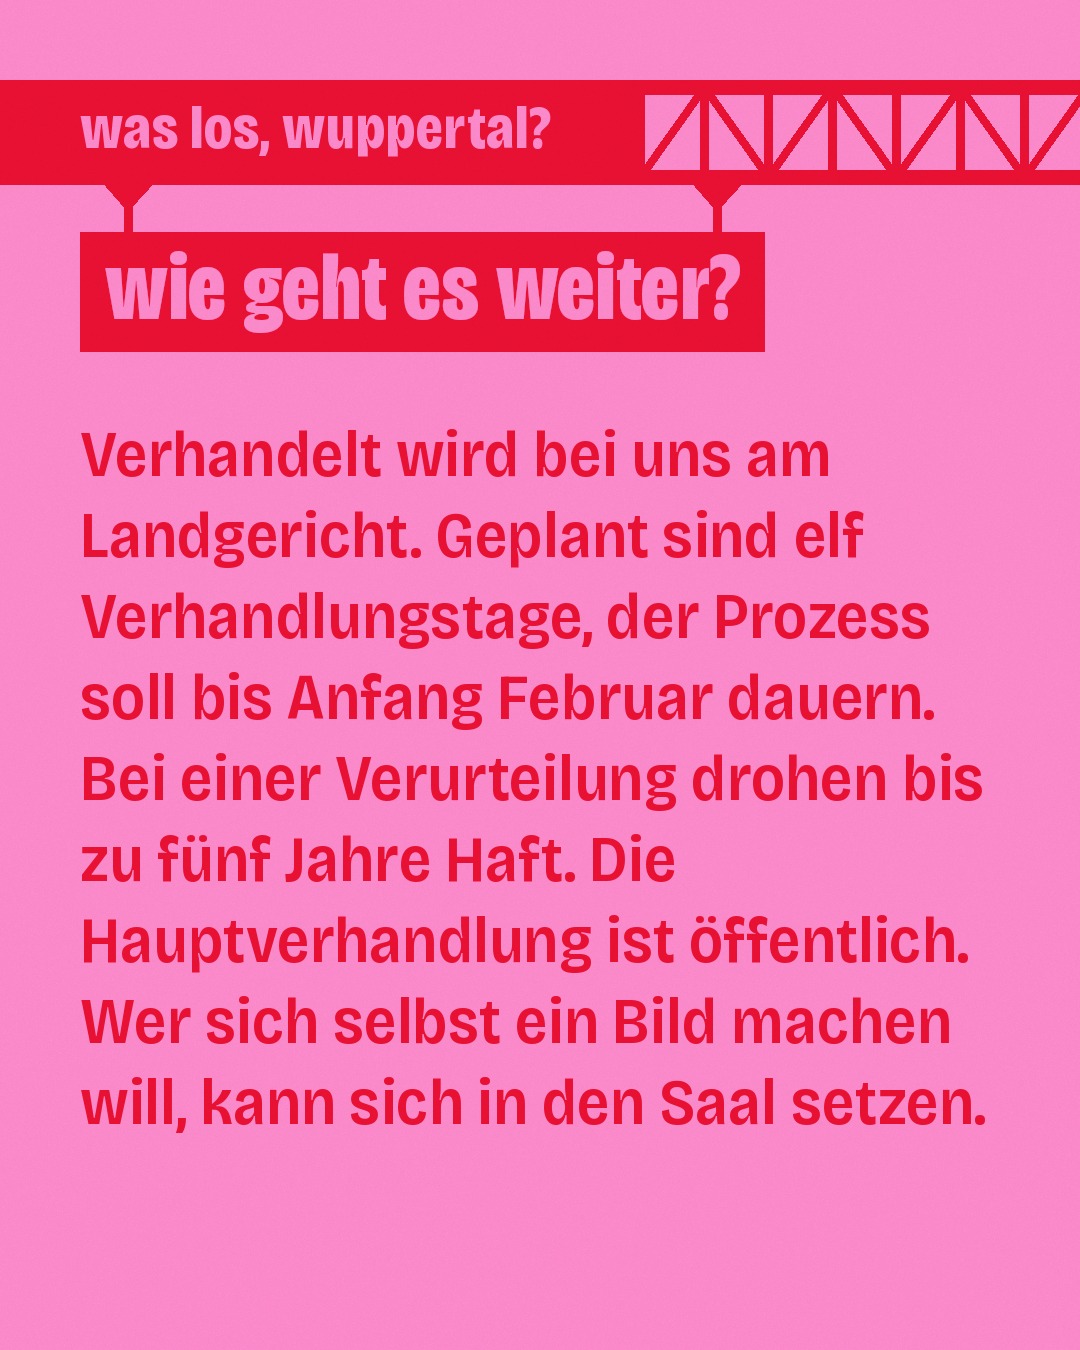 was los, wuppertal?
wie geht es weiter?
Verhandelt wird bei uns am
Landgericht. Geplant sind elf
Verhandlungstage, der Prozess
soll bis Anfang Februar dauern.
Bei einer Verurteilung drohen bis
zu fünf Jahre Haft. Die
Hauptverhandlung ist öffentlich.
Wer sich selbst ein Bild machen
will, kann sich in den Saal setzen.